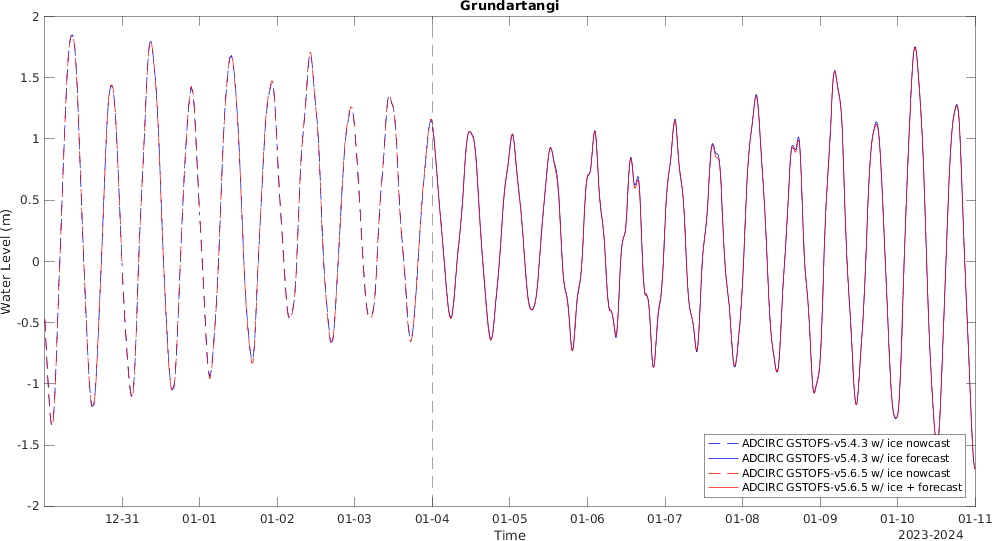 Grundartangi
2
1.5
1
0.5
0
-0.5
-1
-1.5
-2
Water Level (m)
ADCIRC GSTOFS-v5.4.3 w/ ice nowcast
ADCIRC GSTOFS-v5.4.3 w/ ice forecast
ADCIRC GSTOFS-v5.6.5 w/ ice nowcast
ADCIRC GSTOFS-v5.6.5 w/ ice + forecast
12-31 01-01 01-02 01-03 01-04 01-05 01-06 01-07 01-08 01-09 01-10 01-11
Time
2023-2024